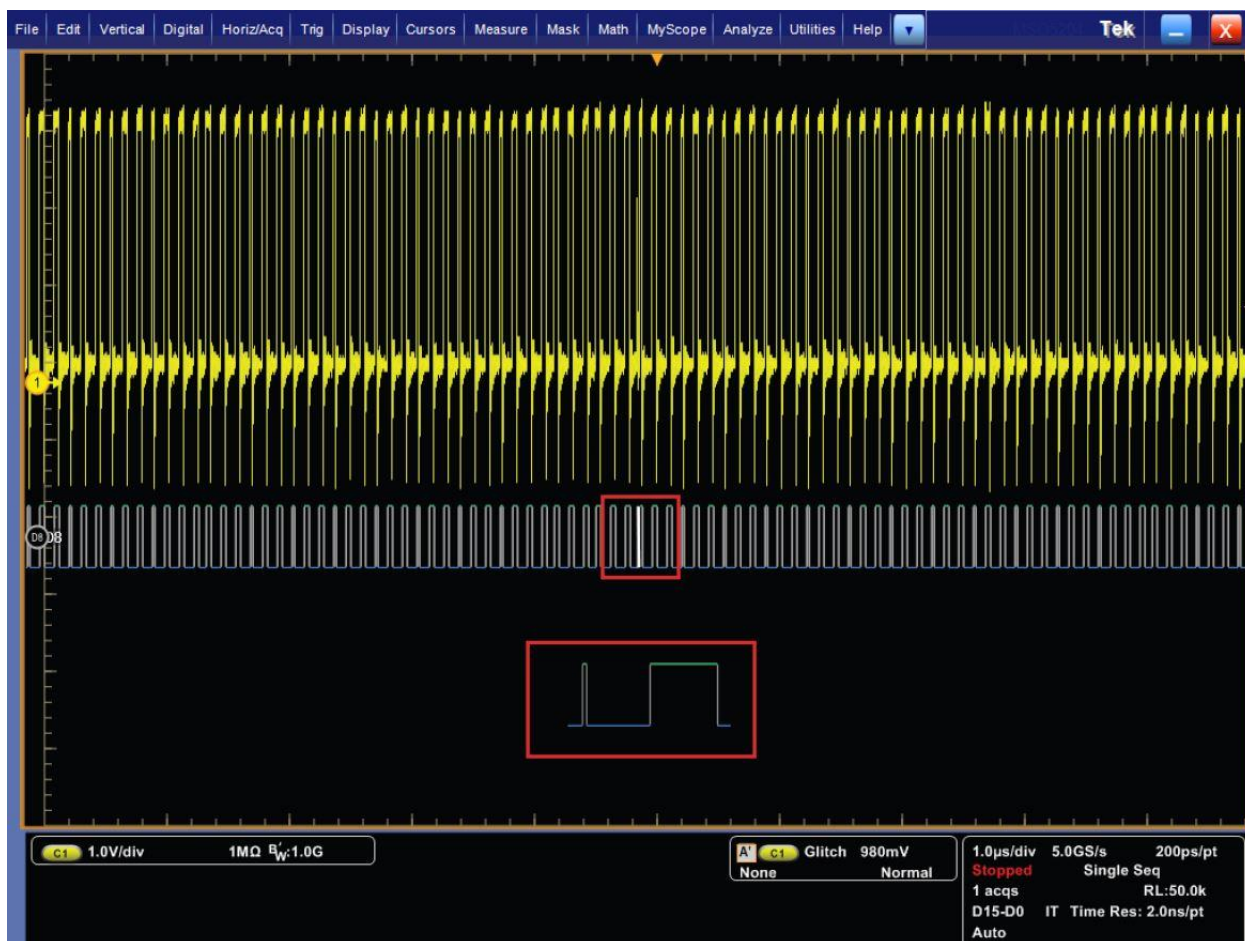 File Edit Vertical Digital Horiz/Acq Trig Display Cursors Measure Mask Math MyScope Analyze Utilities Help Tek X
1
D8 D8
C1 1.0V/div 1MΩ BW:1.0G
A' C1 Glitch 980mV
None Normal
1.0µs/div 5.0GS/s 200ps/pt
Stopped Single Seq
1 acqs RL:50.0k
D15-D0 IT Time Res: 2.0ns/pt
Auto